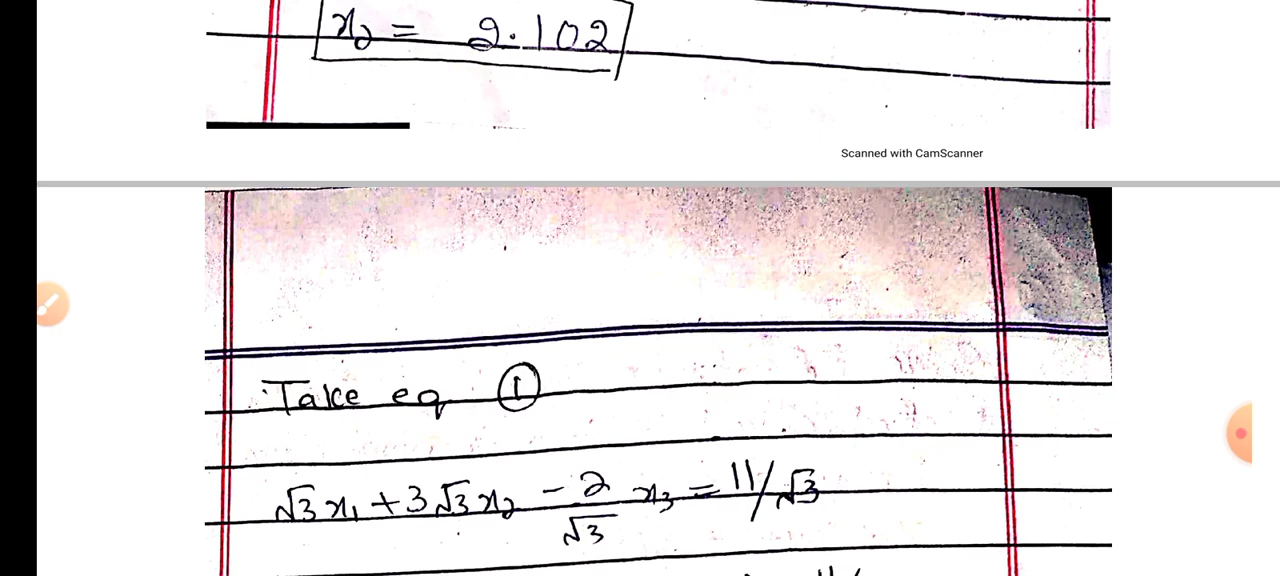 x₂ = 2.102
Scanned with CamScanner
Take eq ①
√3 x₁ + 3√3 x₂ - 2/√3 x₃ = 11/√3